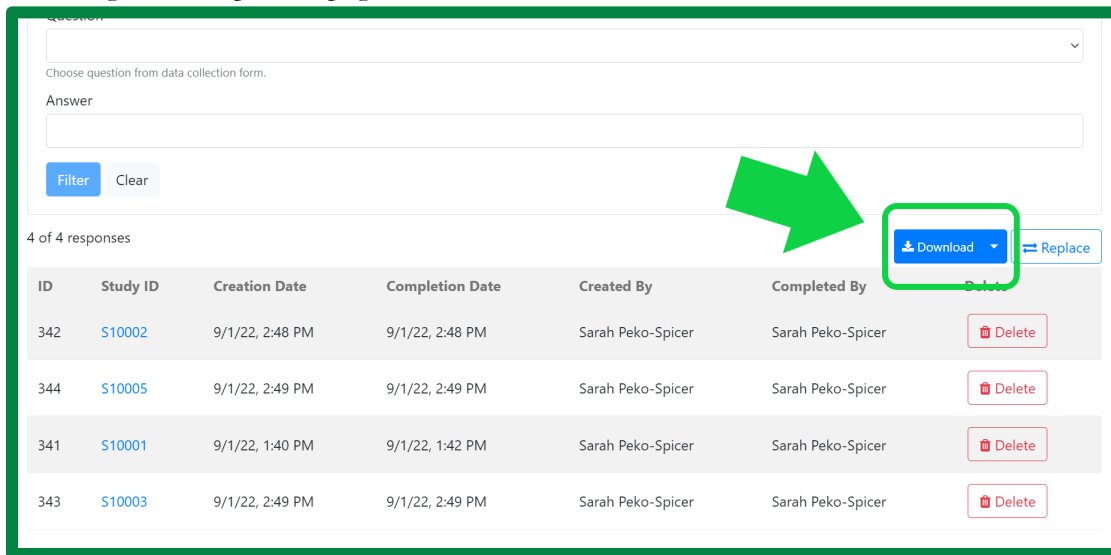 Question
Choose question from data collection form.
Answer
Filter Clear
4 of 4 responses
Download Replace
ID Study ID Creation Date Completion Date Created By Completed By Delete
342 S10002 9/1/22, 2:48 PM 9/1/22, 2:48 PM Sarah Peko-Spicer Sarah Peko-Spicer Delete
344 S10005 9/1/22, 2:49 PM 9/1/22, 2:49 PM Sarah Peko-Spicer Sarah Peko-Spicer Delete
341 S10001 9/1/22, 1:40 PM 9/1/22, 1:42 PM Sarah Peko-Spicer Sarah Peko-Spicer Delete
343 S10003 9/1/22, 2:49 PM 9/1/22, 2:49 PM Sarah Peko-Spicer Sarah Peko-Spicer Delete